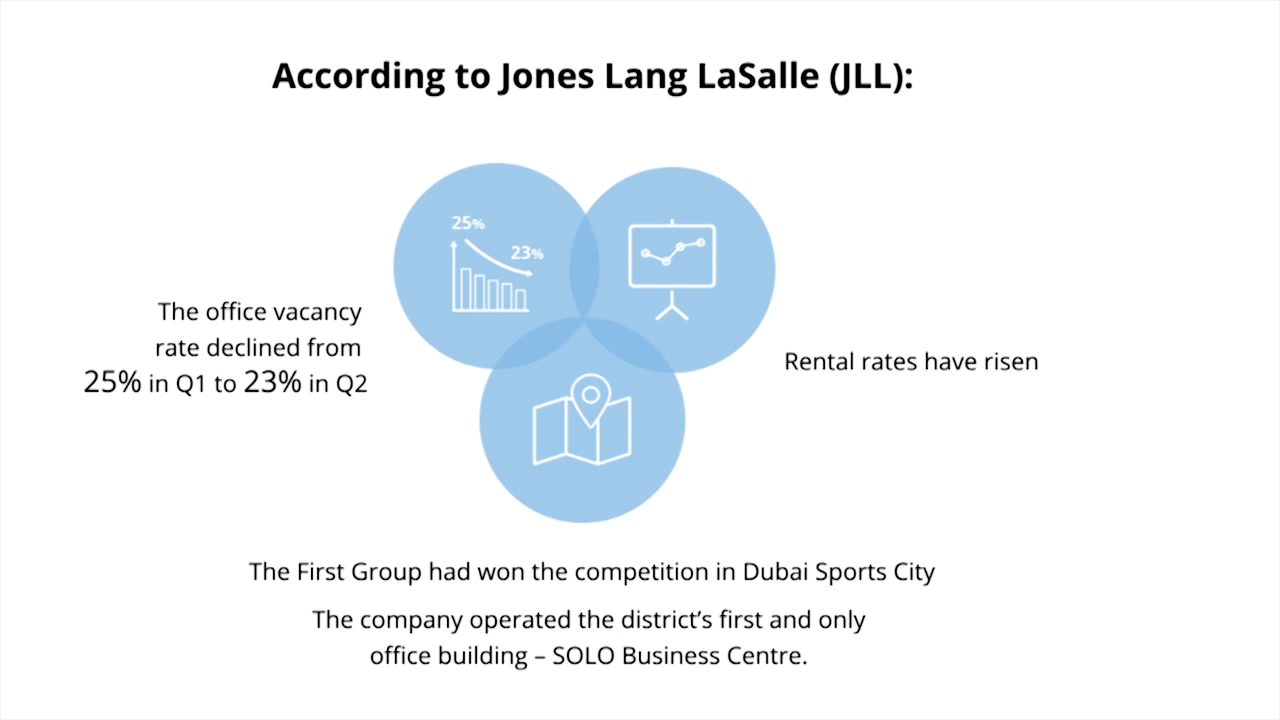 According to Jones Lang LaSalle (JLL):
25%
23%
The office vacancy
rate declined from
25% in Q1 to 23% in Q2
Rental rates have risen
The First Group had won the competition in Dubai Sports City
The company operated the district’s first and only
office building – SOLO Business Centre.